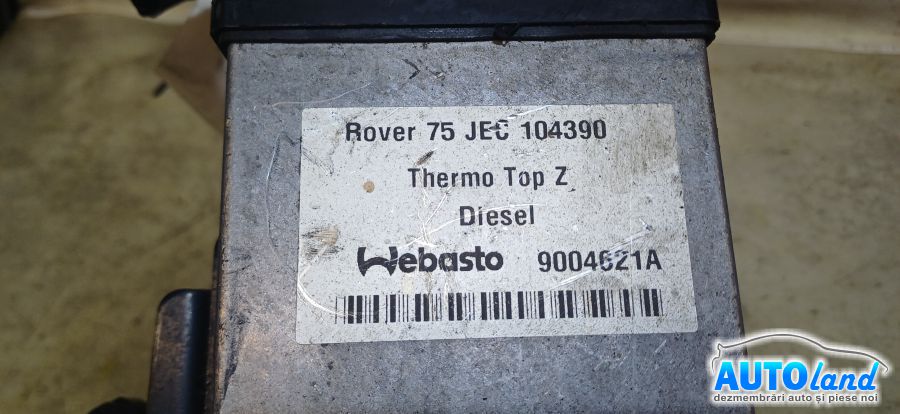 Rover 75 JEC 104390
Thermo Top Z
Diesel
Webasto 9004621A
AUTOland
dezmembrări auto și piese noi